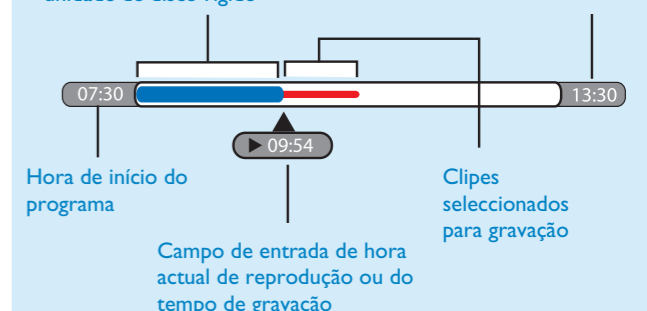 07:30
13:30
▶ 09:54
Hora de início do
programa
Clipes
seleccionados
para gravação
Campo de entrada de hora
actual de reprodução ou do
tempo de gravação